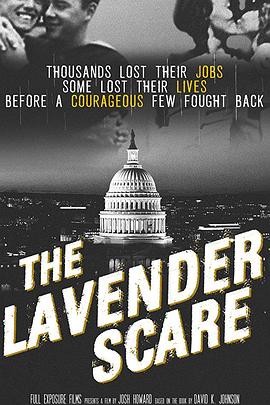 THOUSANDS LOST THEIR JOBS
SOME LOST THEIR LIVES
BEFORE A COURAGEOUS FEW FOUGHT BACK
THE
LAVENDER
SCARE
FULL EXPOSURE FILMS PRESENTS A FILM BY JOSH HOWARD BASED ON THE BOOK BY DAVID K. JOHNSON